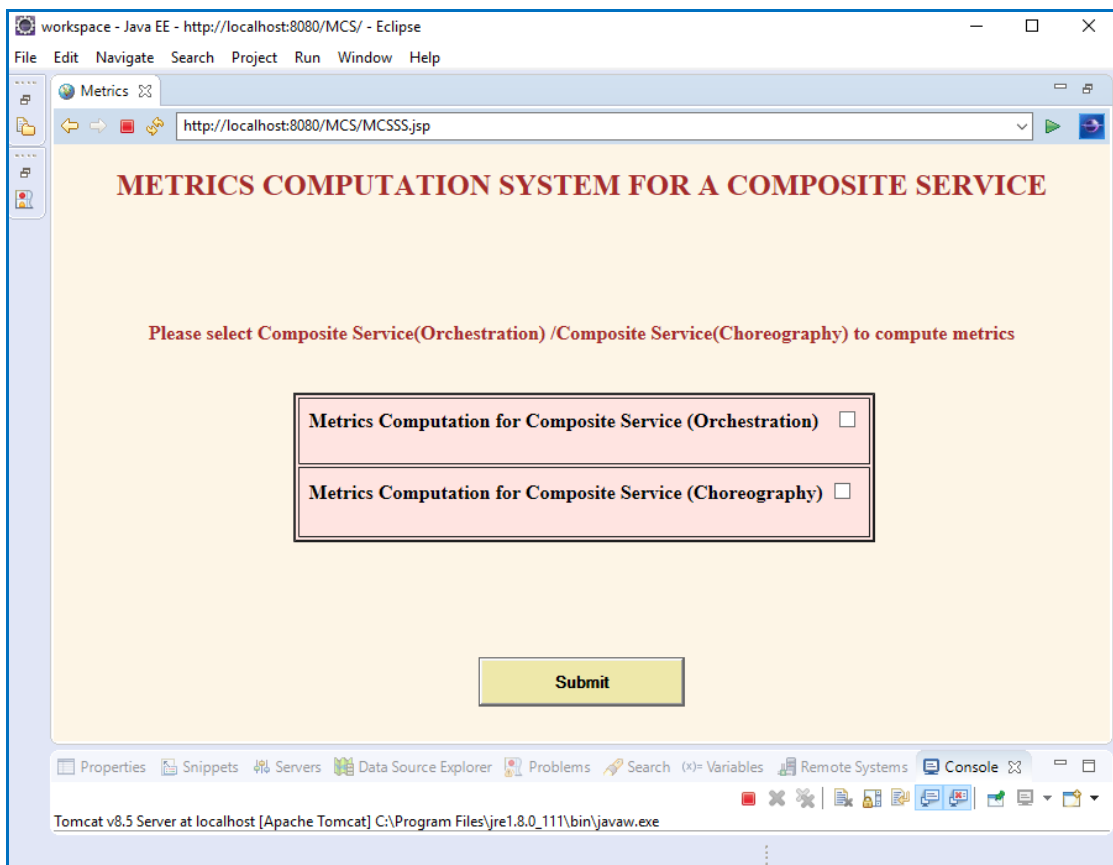 workspace - Java EE - http://localhost:8080/MCS/ - Eclipse
File Edit Navigate Search Project Run Window Help
Metrics
http://localhost:8080/MCS/MCSSS.jsp
METRICS COMPUTATION SYSTEM FOR A COMPOSITE SERVICE
Please select Composite Service(Orchestration) /Composite Service(Choreography) to compute metrics
Metrics Computation for Composite Service (Orchestration)
Metrics Computation for Composite Service (Choreography)
Submit
Properties Snippets Servers Data Source Explorer Problems Search (x)= Variables Remote Systems Console
Tomcat v8.5 Server at localhost [Apache Tomcat] C:\Program Files\jre1.8.0_111\bin\javaw.exe